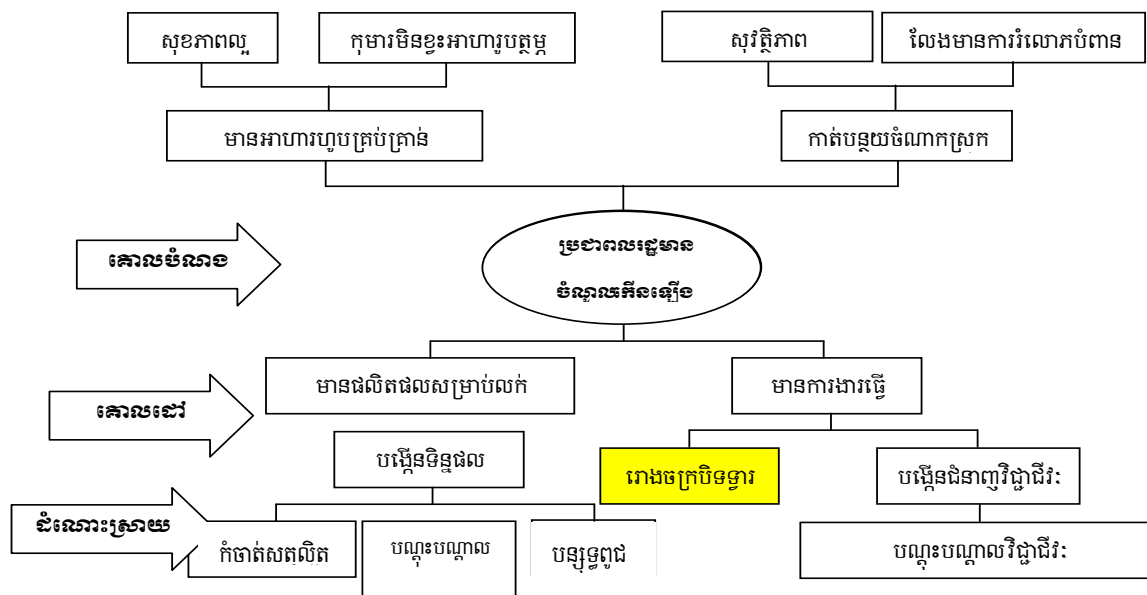 សុខភាពល្អ
កុមារមិនខ្វះអាហារូបត្ថម្ភ
សុវត្ថិភាព
លែងមានការរំលោភបំពាន
មានអាហារហូបគ្រប់គ្រាន់
កាត់បន្ថយចំណាកស្រុក
គោលបំណង
ប្រជាពលរដ្ឋមាន
ចំណូលកើនឡើង
មានផលិតផលសម្រាប់លក់
មានការងារធ្វើ
គោលដៅ
បង្កើនទិន្នផល
រោងចក្របិទទ្វារ
បង្កើនជំនាញវិជ្ជាជីវៈ
ដំណោះស្រាយ
កំចាត់សត្វល្អិត
បណ្តុះបណ្តាល
បន្សុទ្ធពូជ
បណ្តុះបណ្តាលវិជ្ជាជីវៈ